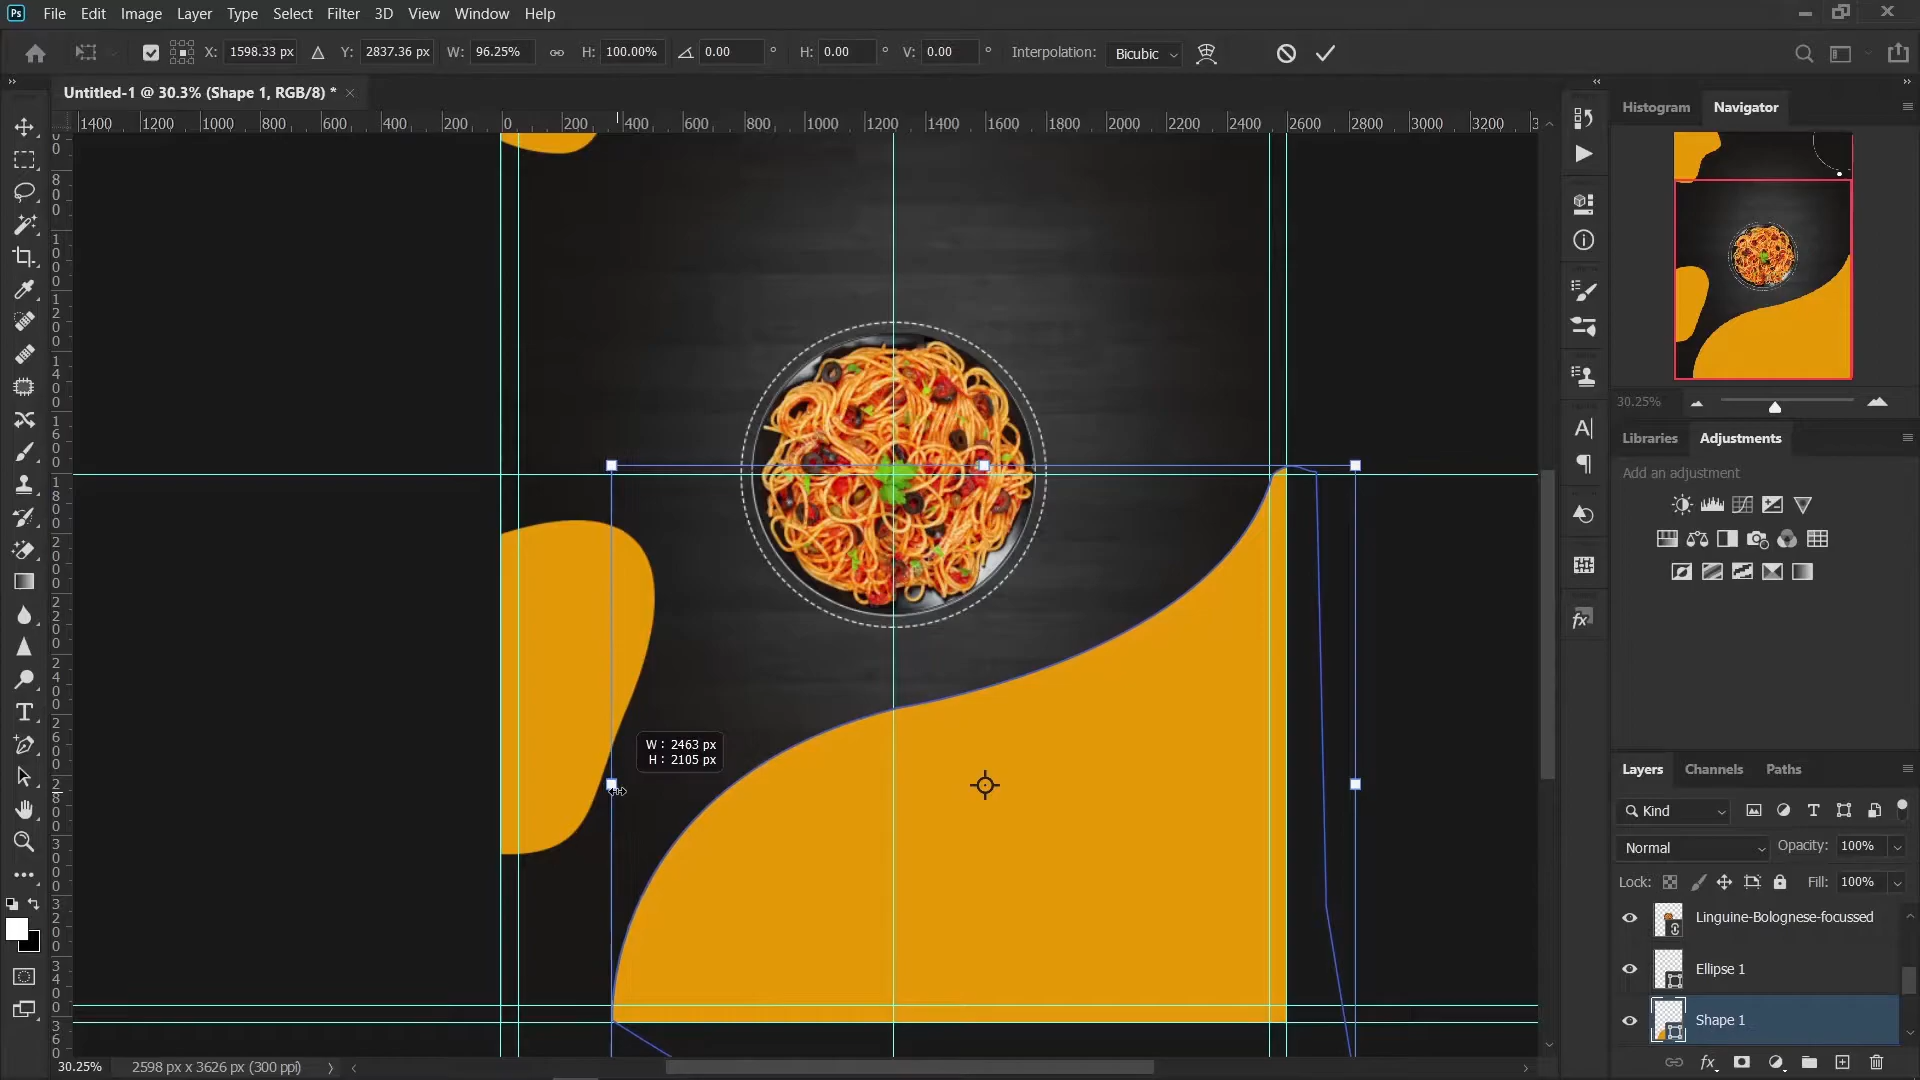 Ps File Edit Image Layer Type Select Filter 3D View Window Help
X: 1598.33 px Y: 2837.36 px W: 96.25% H: 100.00% 0.00 ° H: 0.00 ° V: 0.00 ° Interpolation: Bicubic
Untitled-1 @ 30.3% (Shape 1, RGB/8) *
1400 1200 1000 800 600 400 200 0 200 400 600 800 1000 1200 1400 1600 1800 2000 2200 2400 2600 2800 3000 3200
Histogram Navigator
30.25%
Libraries Adjustments
Add an adjustment
W : 2463 px
H : 2105 px
Layers Channels Paths
Kind
Normal Opacity: 100%
Lock: Fill: 100%
Linguine-Bolognese-focussed
Ellipse 1
Shape 1
fx
30.25% 2598 px x 3626 px (300 ppi)